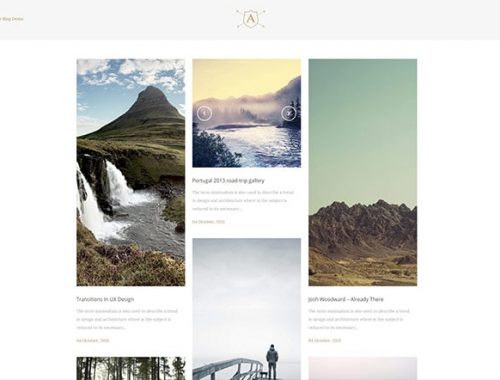 Blog Demo
A
Portugal 2013 road-trip gallery
The term minimalism is also used to describe a trend
in design and architecture where in the subject is
reduced to its necessary...
04 October, 2016
Transitions In UX Design
The term minimalism is also used to describe a trend
in design and architecture where in the subject is
reduced to its necessary...
04 October, 2016
Josh Woodward – Already There
The term minimalism is also used to describe a trend
in design and architecture where in the subject is
reduced to its necessary...
04 October, 2016